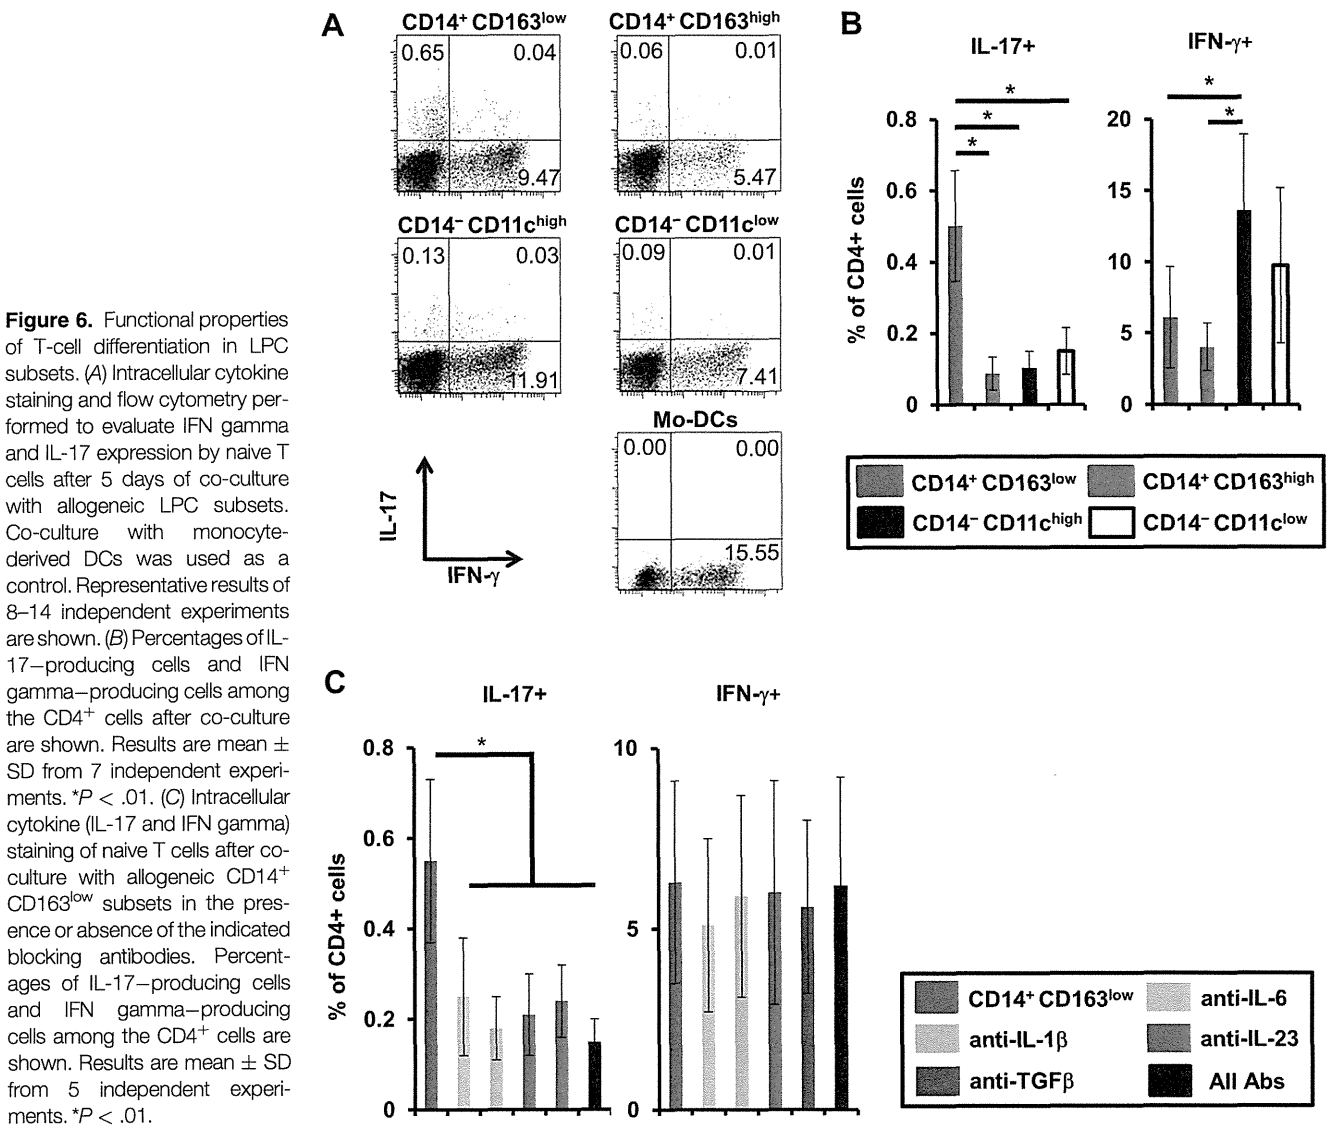 Figure 6. Functional properties
of T-cell differentiation in LPC
subsets. (A) Intracellular cytokine
staining and flow cytometry per-
formed to evaluate IFN gamma
and IL-17 expression by naive T
cells after 5 days of co-culture
with allogeneic LPC subsets.
Co-culture with monocyte-
derived DCs was used as a
control. Representative results of
8–14 independent experiments
are shown. (B) Percentages of IL-
17–producing cells and IFN
gamma–producing cells among
the CD4⁺ cells after co-culture
are shown. Results are mean ±
SD from 7 independent experi-
ments. *P < .01. (C) Intracellular
cytokine (IL-17 and IFN gamma)
staining of naive T cells after co-
culture with allogeneic CD14⁺
CD163ˡᵒʷ subsets in the pres-
ence or absence of the indicated
blocking antibodies. Percent-
ages of IL-17–producing cells
and IFN gamma–producing
cells among the CD4⁺ cells are
shown. Results are mean ± SD
from 5 independent experi-
ments. *P < .01.
A
CD14⁺ CD163ˡᵒʷ
0.65 0.04
9.47
CD14⁺ CD163ʰⁱᵍʰ
0.06 0.01
5.47
CD14⁻ CD11cʰⁱᵍʰ
0.13 0.03
11.91
CD14⁻ CD11cˡᵒʷ
0.09 0.01
7.41
Mo-DCs
0.00 0.00
15.55
IL-17
IFN-γ
B
IL-17+
% of CD4+ cells
0.8
0.6
0.4
0.2
0
*
*
*
IFN-γ+
20
15
10
5
0
*
*
CD14⁺ CD163ˡᵒʷ CD14⁺ CD163ʰⁱᵍʰ
CD14⁻ CD11cʰⁱᵍʰ CD14⁻ CD11cˡᵒʷ
C
IL-17+
% of CD4+ cells
0.8
0.6
0.4
0.2
0
*
IFN-γ+
10
5
0
CD14⁺ CD163ˡᵒʷ anti-IL-6
anti-IL-1β anti-IL-23
anti-TGFβ All Abs